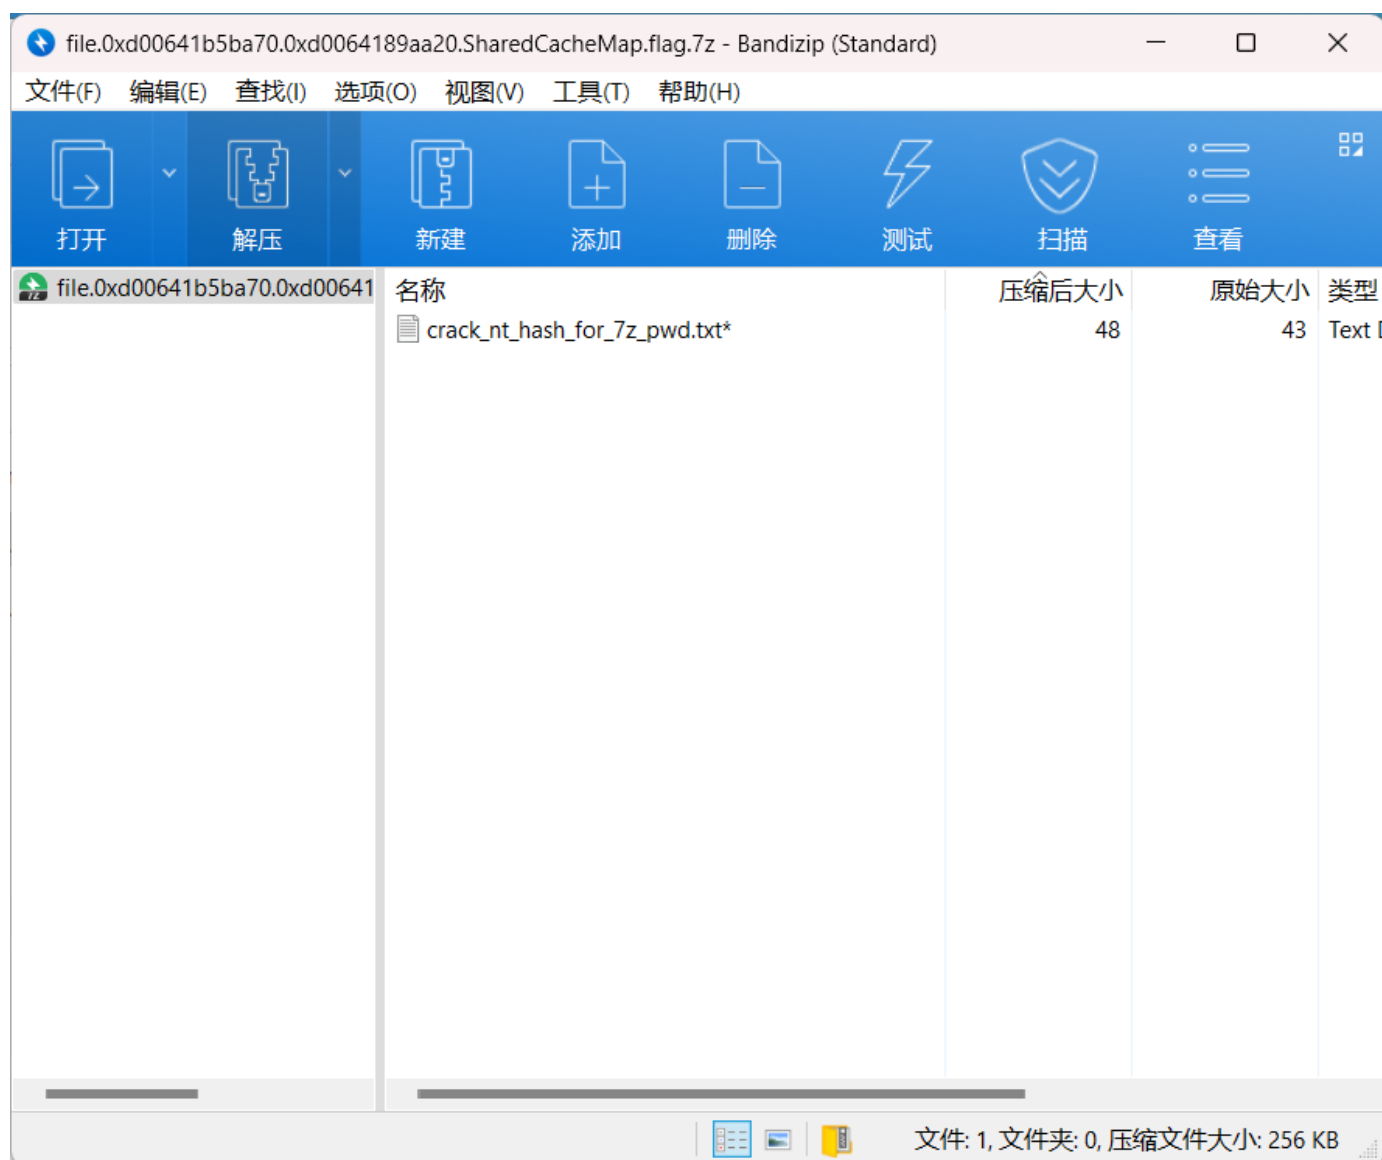 file.0xd00641b5ba70.0xd0064189aa20.SharedCacheMap.flag.7z - Bandizip (Standard)
文件(F) 编辑(E) 查找(I) 选项(O) 视图(V) 工具(T) 帮助(H)
打开 解压 新建 添加 删除 测试 扫描 查看
file.0xd00641b5ba70.0xd00641
名称 压缩后大小 原始大小 类型
crack_nt_hash_for_7z_pwd.txt* 48 43 Text
文件: 1, 文件夹: 0, 压缩文件大小: 256 KB